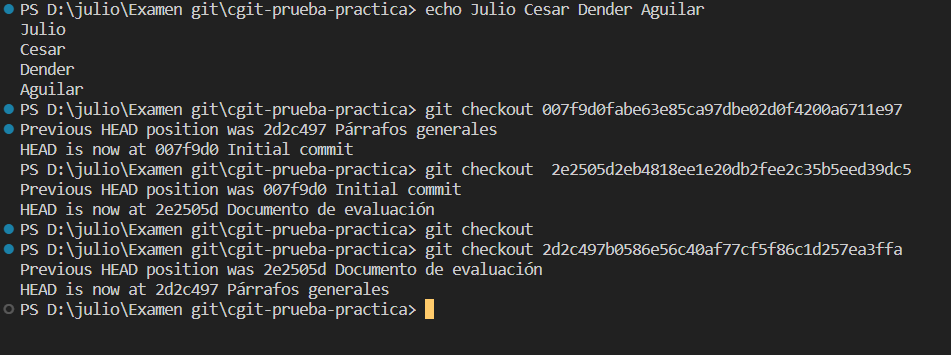 PS D:\julio\Examen git\cgit-prueba-practica> echo Julio Cesar Dender Aguilar
Julio
Cesar
Dender
Aguilar
PS D:\julio\Examen git\cgit-prueba-practica> git checkout 007f9d0fabe63e85ca97dbe02d0f4200a6711e97
Previous HEAD position was 2d2c497 Párrafos generales
HEAD is now at 007f9d0 Initial commit
PS D:\julio\Examen git\cgit-prueba-practica> git checkout  2e2505d2eb4818ee1e20db2fee2c35b5eed39dc5
Previous HEAD position was 007f9d0 Initial commit
HEAD is now at 2e2505d Documento de evaluación
PS D:\julio\Examen git\cgit-prueba-practica> git checkout
PS D:\julio\Examen git\cgit-prueba-practica> git checkout 2d2c497b0586e56c40af77cf5f86c1d257ea3ffa
Previous HEAD position was 2e2505d Documento de evaluación
HEAD is now at 2d2c497 Párrafos generales
PS D:\julio\Examen git\cgit-prueba-practica>